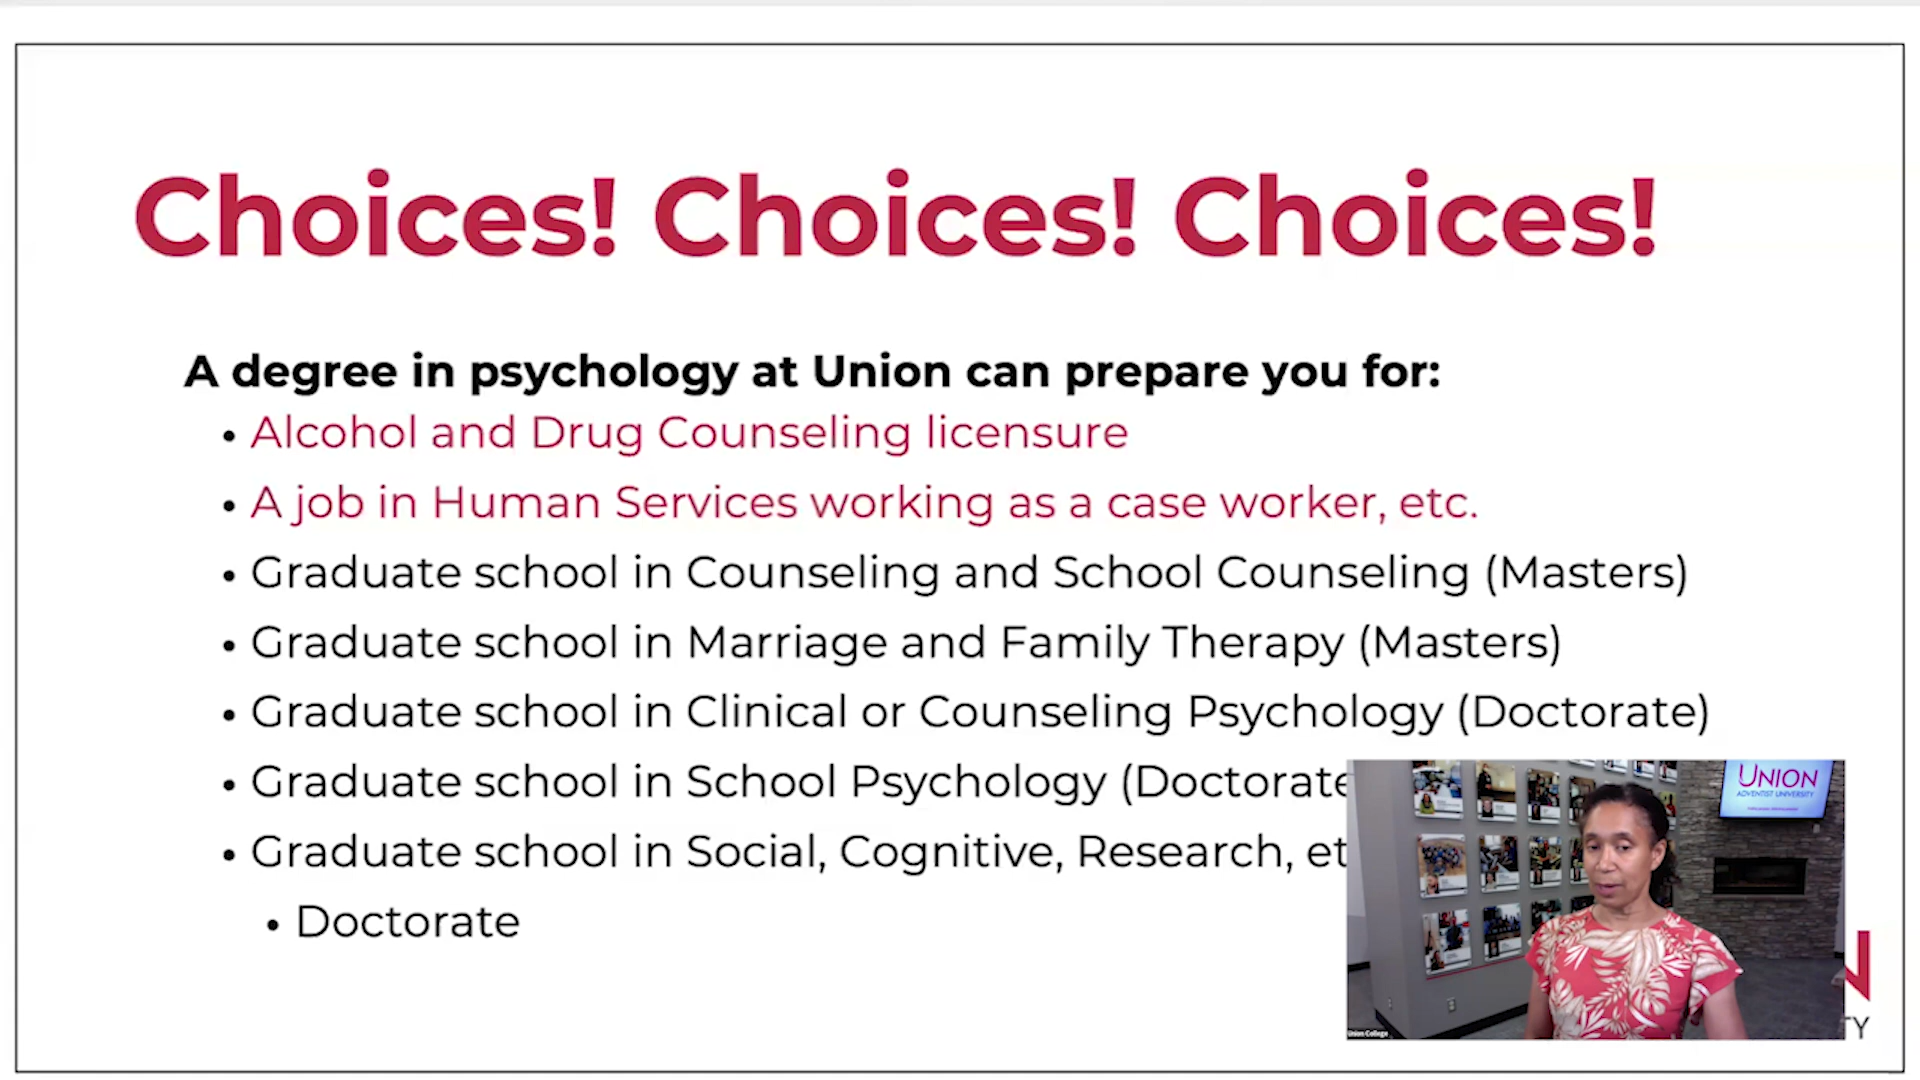 Choices! Choices! Choices!
A degree in psychology at Union can prepare you for:
• Alcohol and Drug Counseling licensure
• A job in Human Services working as a case worker, etc.
• Graduate school in Counseling and School Counseling (Masters)
• Graduate school in Marriage and Family Therapy (Masters)
• Graduate school in Clinical or Counseling Psychology (Doctorate)
• Graduate school in School Psychology (Doctorate
• Graduate school in Social, Cognitive, Research, et
• Doctorate
UNION
ADVENTIST UNIVERSITY
Union College
N
TY